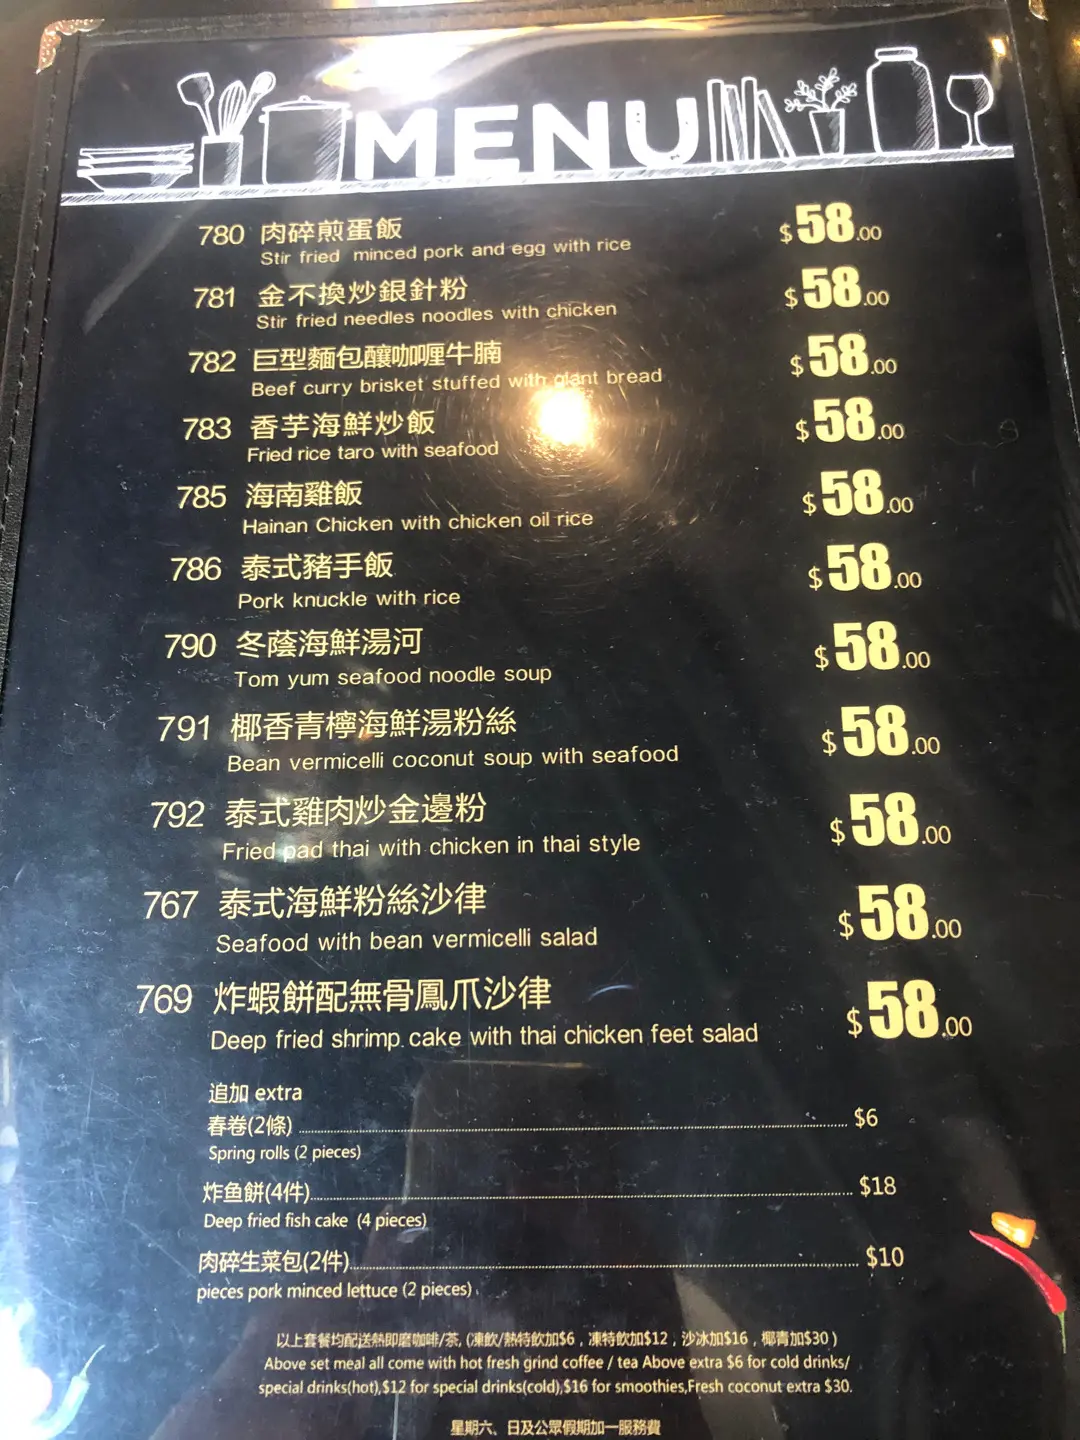 MENU
780 肉碎煎蛋飯 $58.00
Stir fried minced pork and egg with rice
781 金不換炒銀針粉 $58.00
Stir fried needles noodles with chicken
782 巨型麵包釀咖喱牛腩 $58.00
Beef curry brisket stuffed with giant bread
783 香芋海鮮炒飯 $58.00
Fried rice taro with seafood
785 海南雞飯 $58.00
Hainan Chicken with chicken oil rice
786 泰式豬手飯 $58.00
Pork knuckle with rice
790 冬蔭海鮮湯河 $58.00
Tom yum seafood noodle soup
791 椰香青檸海鮮湯粉絲 $58.00
Bean vermicelli coconut soup with seafood
792 泰式雞肉炒金邊粉 $58.00
Fried pad thai with chicken in thai style
767 泰式海鮮粉絲沙律 $58.00
Seafood with bean vermicelli salad
769 炸蝦餅配無骨鳳爪沙律 $58.00
Deep fried shrimp cake with thai chicken feet salad
追加 extra
春卷(2條) $6
Spring rolls (2 pieces)
炸鱼餅(4件) $18
Deep fried fish cake (4 pieces)
肉碎生菜包(2件) $10
pieces pork minced lettuce (2 pieces)
以上套餐均配送熱即磨咖啡/茶, (凍飲/熱特飲加$6，凍特飲加$12，沙冰加$16，椰青加$30)
Above set meal all come with hot fresh grind coffee / tea Above extra $6 for cold drinks/
special drinks(hot),$12 for special drinks(cold),$16 for smoothies,Fresh coconut extra $30.
星期六、日及公眾假期加一服務費